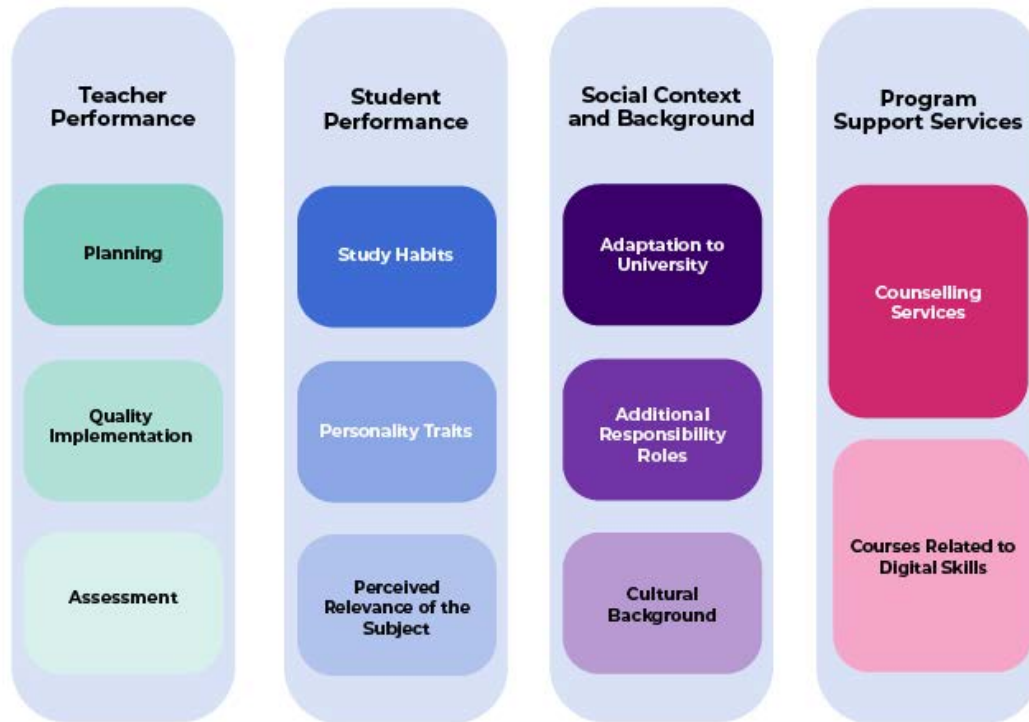 Teacher
Performance
Planning
Quality
Implementation
Assessment
Student
Performance
Study Habits
Personality Traits
Perceived
Relevance of the
Subject
Social Context
and Background
Adaptation to
University
Additional
Responsibility
Roles
Cultural
Background
Program
Support Services
Counselling
Services
Courses Related to
Digital Skills